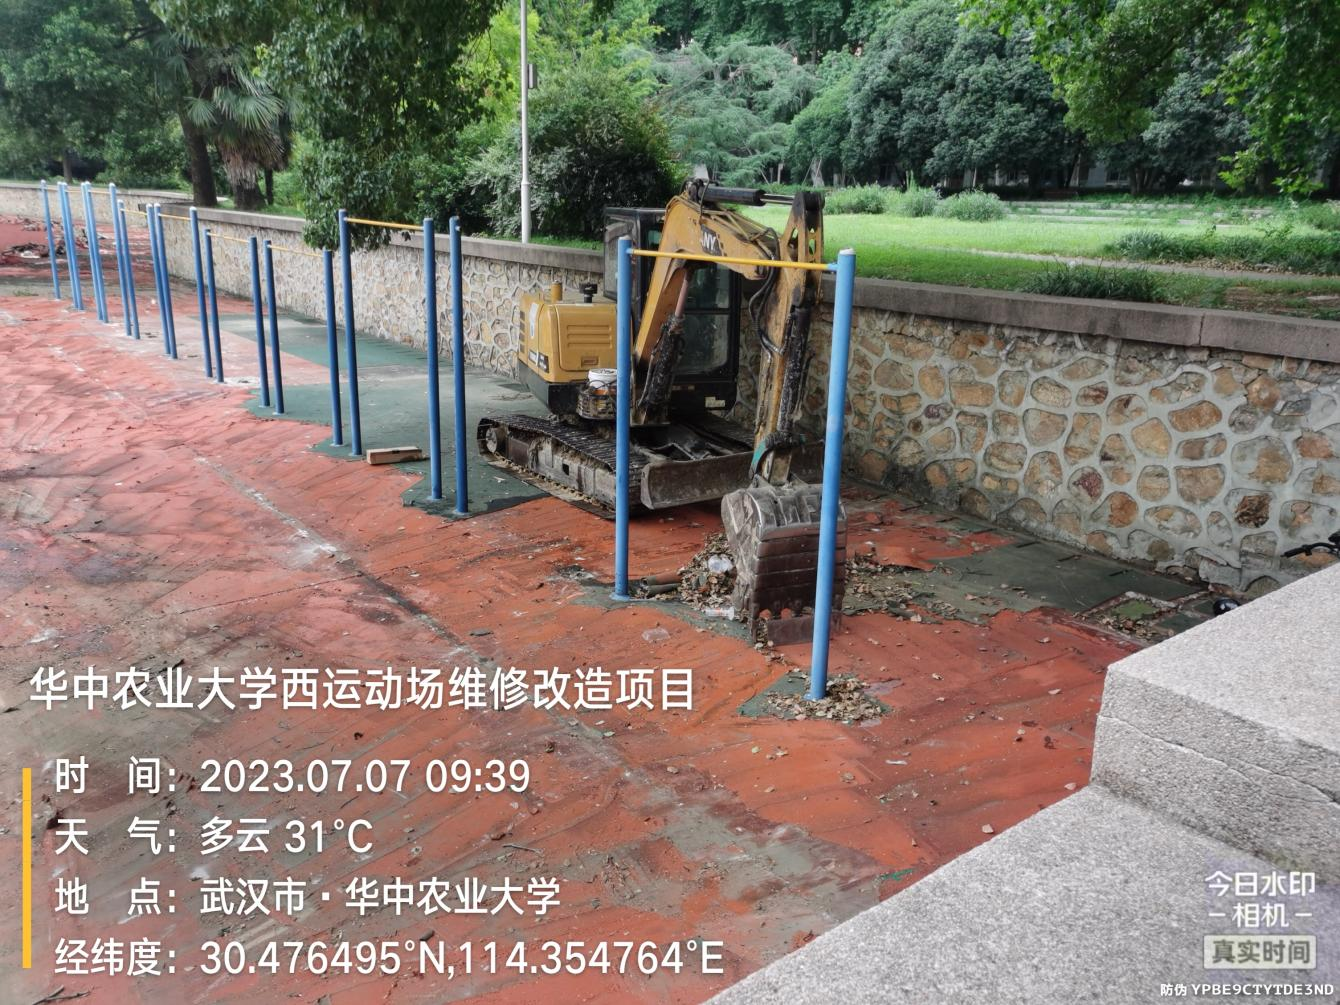 NY
华中农业大学西运动场维修改造项目
时 间：2023.07.07 09:39
天 气：多云 31°C
地 点：武汉市·华中农业大学
经纬度：30.476495°N,114.354764°E
今日水印
-相机-
真实时间
防伪 YPBE9CTYTDE3ND